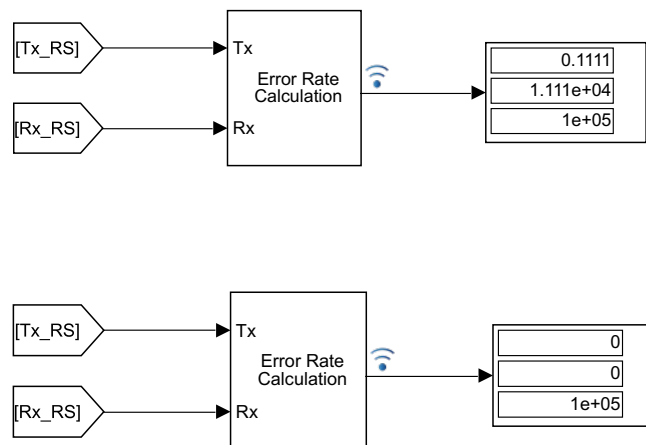 [Tx_RS]
Tx
0.1111
Error Rate
Calculation
1.111e+04
[Rx_RS]
Rx
1e+05
[Tx_RS]
Tx
0
Error Rate
Calculation
0
[Rx_RS]
Rx
1e+05